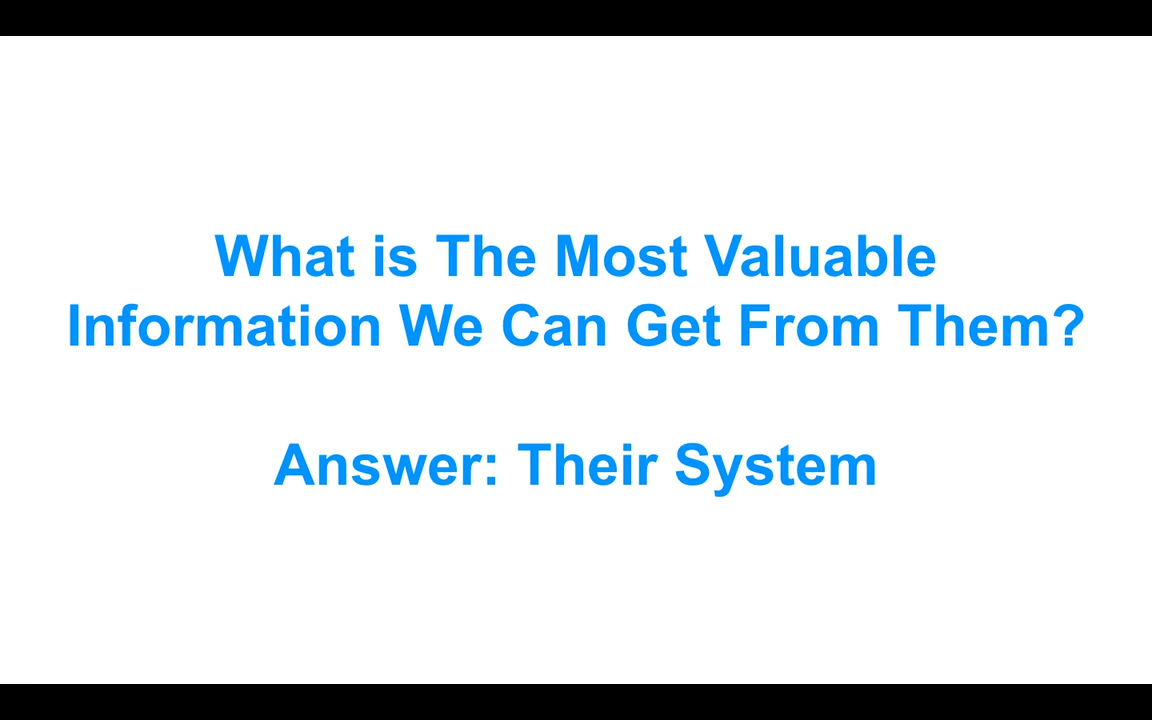 What is The Most Valuable
Information We Can Get From Them?
Answer: Their System